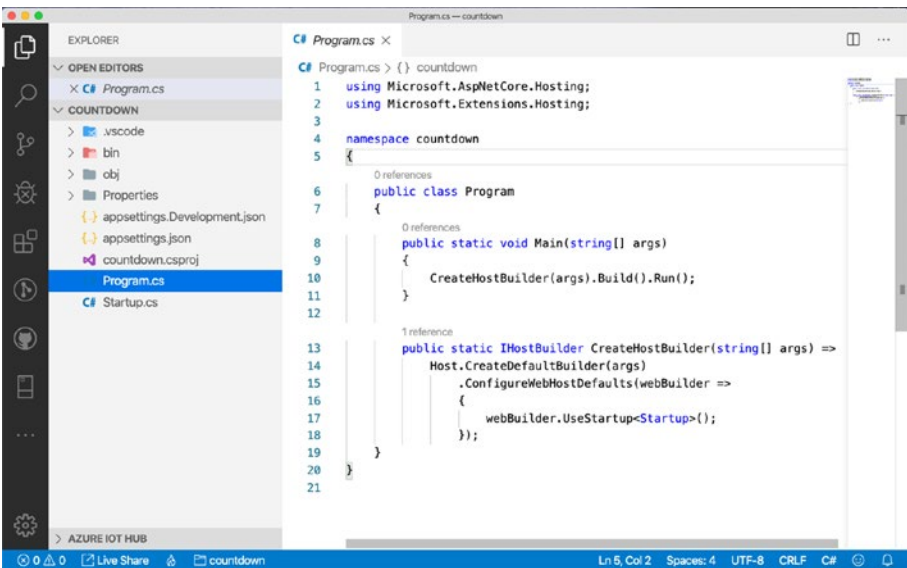 Program.cs — countdown
EXPLORER
OPEN EDITORS
C# Program.cs
COUNTDOWN
.vscode
bin
obj
Properties
{..} appsettings.Development.json
{..} appsettings.json
countdown.csproj
Program.cs
C# Startup.cs
AZURE IOT HUB
C# Program.cs
C# Program.cs > {} countdown
1 using Microsoft.AspNetCore.Hosting;
2 using Microsoft.Extensions.Hosting;
3
4 namespace countdown
5 {
0 references
6 public class Program
7 {
0 references
8 public static void Main(string[] args)
9 {
10 CreateHostBuilder(args).Build().Run();
11 }
12
1 reference
13 public static IHostBuilder CreateHostBuilder(string[] args) =>
14 Host.CreateDefaultBuilder(args)
15 .ConfigureWebHostDefaults(webBuilder =>
16 {
17 webBuilder.UseStartup<Startup>();
18 });
19 }
20 }
21
0 0 Live Share countdown Ln 5, Col 2 Spaces: 4 UTF-8 CRLF C#